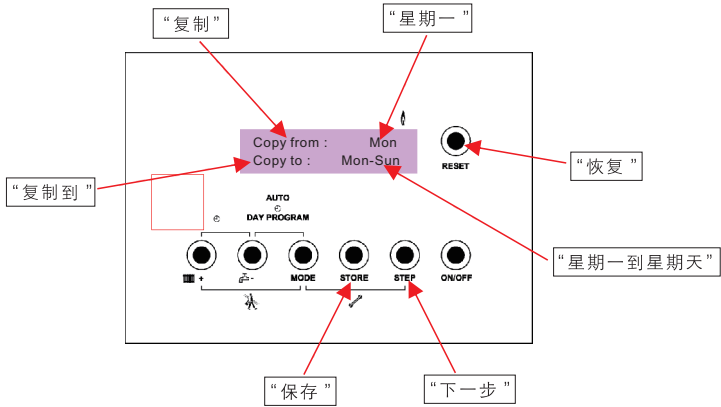 “复制”
“星期一”
Copy from : Mon
Copy to : Mon-Sun
RESET
“恢复”
“复制到”
AUTO
DAY PROGRAM
“星期一到星期天”
+
-
MODE
STORE
STEP
ON/OFF
“保存”
“下一步”